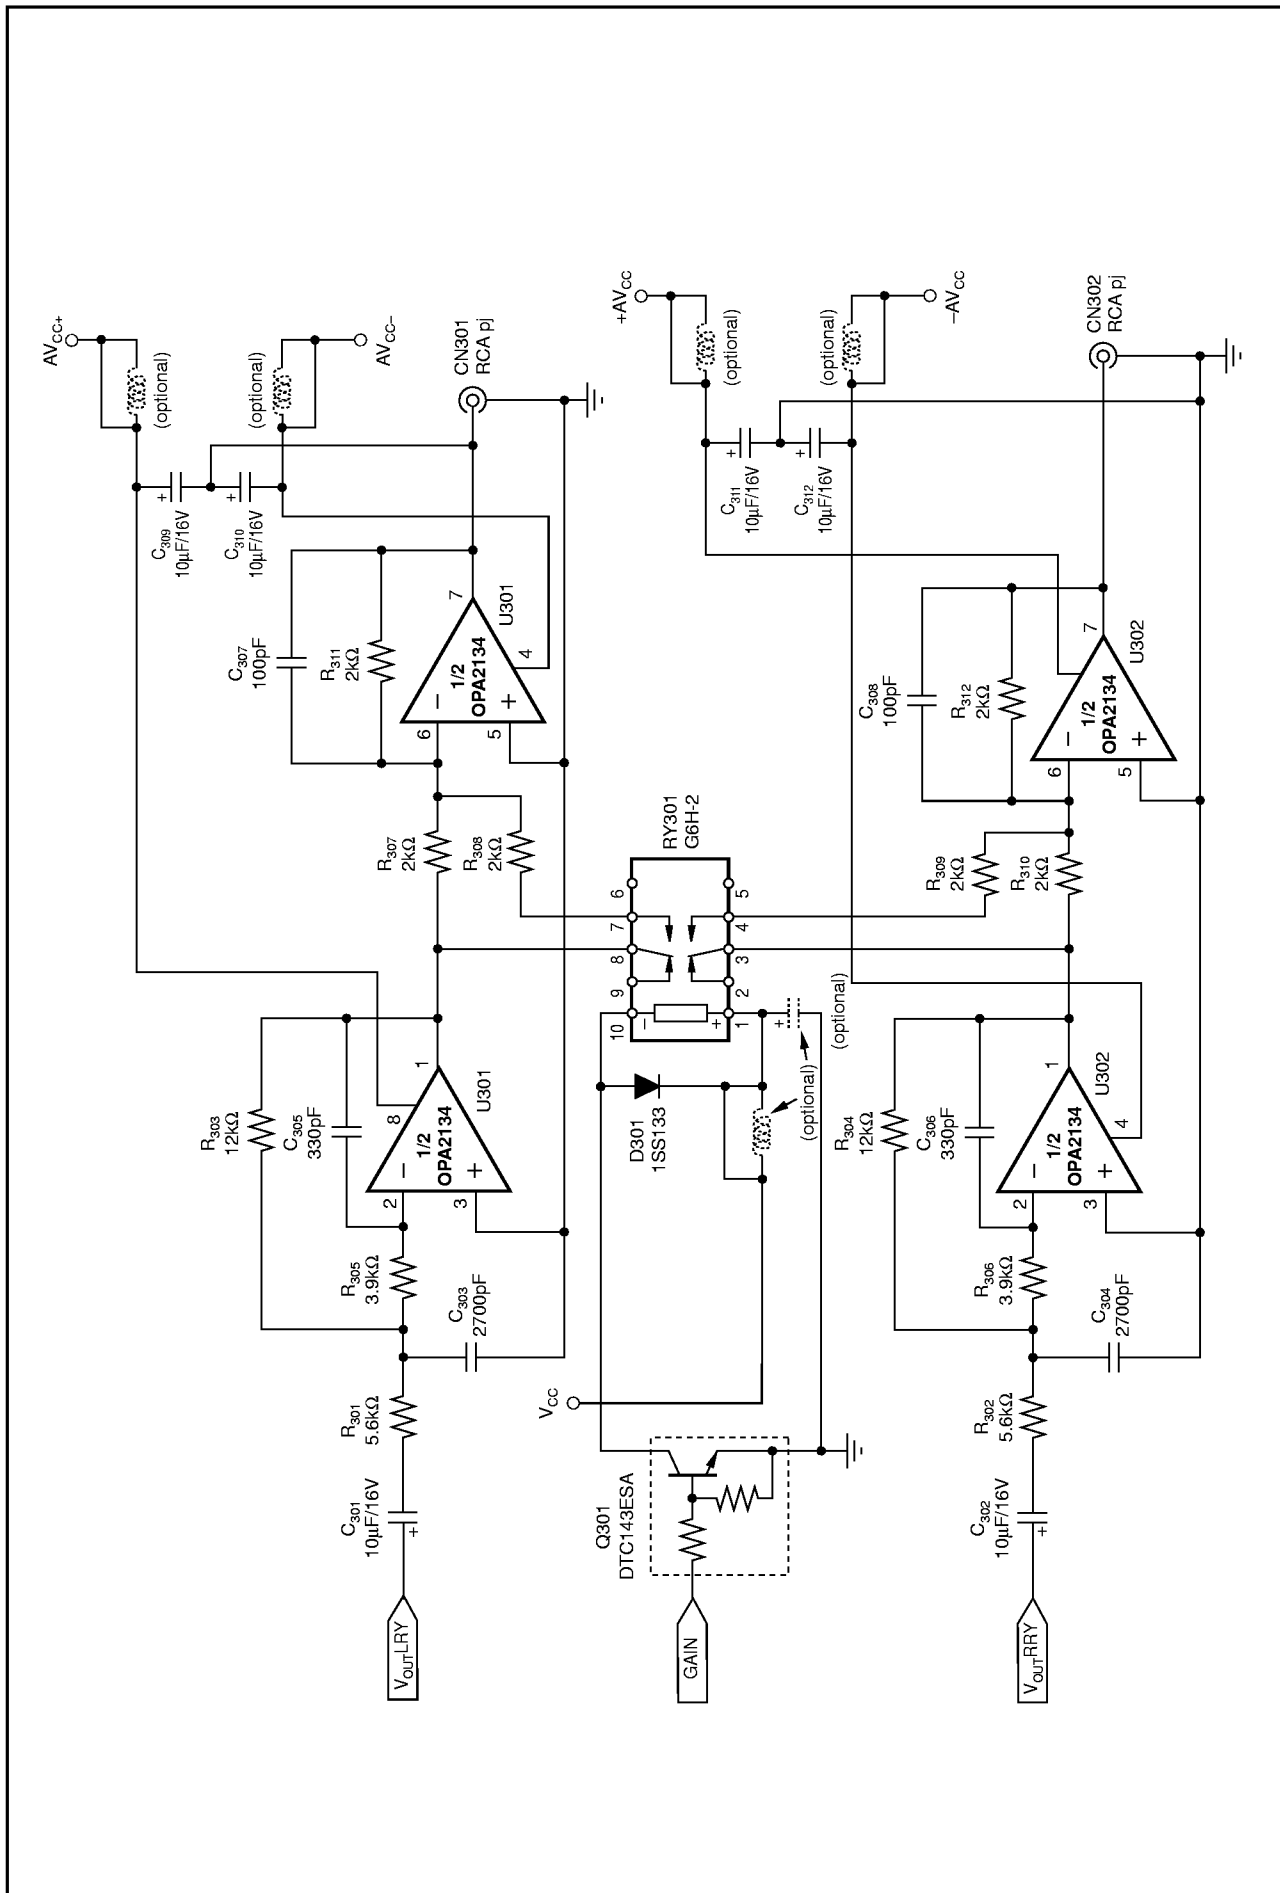 AVCC+
(optional)
(optional)
AVCC–
C309
10µF/16V
C310
10µF/16V
CN301
RCA pj
C307
100pF
R311
2kΩ
7
U301
1/2
OPA2134
–
+
4
6
5
R307
2kΩ
R308
2kΩ
R303
12kΩ
C305
330pF
1
U301
8
1/2
OPA2134
–
+
2
3
R305
3.9kΩ
C303
2700pF
R301
5.6kΩ
C301
10µF/16V
+
VOUTLRY
RY301
G6H-2
6
5
7
4
8
3
9
2
10
–
+
1
+
(optional)
(optional)
D301
1SS133
VCC
Q301
DTC143ESA
GAIN
+AVCC
(optional)
(optional)
–AVCC
+
C311
10µF/16V
+
C312
10µF/16V
CN302
RCA pj
C308
100pF
R312
2kΩ
7
U302
1/2
OPA2134
–
+
6
5
R309
2kΩ
R310
2kΩ
R304
12kΩ
C306
330pF
1
U302
1/2
OPA2134
–
+
4
2
3
R306
3.9kΩ
C304
2700pF
R302
5.6kΩ
C302
10µF/16V
+
VOUTRRY
+
+